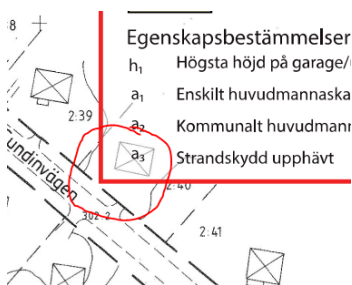 8
Egenskapsbestämmelser
h₁ Högsta höjd på garage/
a₁ Enskilt huvudmannaska
2:39
a₂ Kommunalt huvudmann
a₃ Strandskydd upphävt
undinvägen
2:40
302-2
2:41